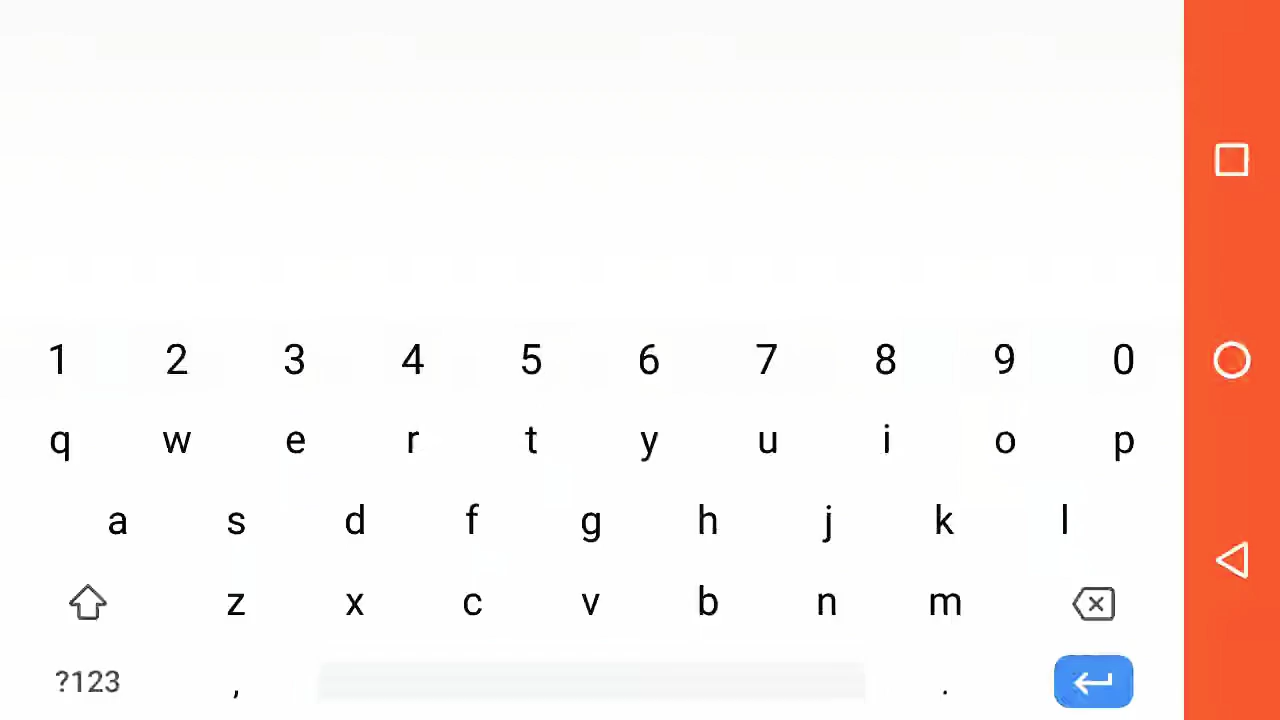 1 2 3 4 5 6 7 8 9 0
q w e r t y u i o p
a s d f g h j k l
z x c v b n m
?123 , .